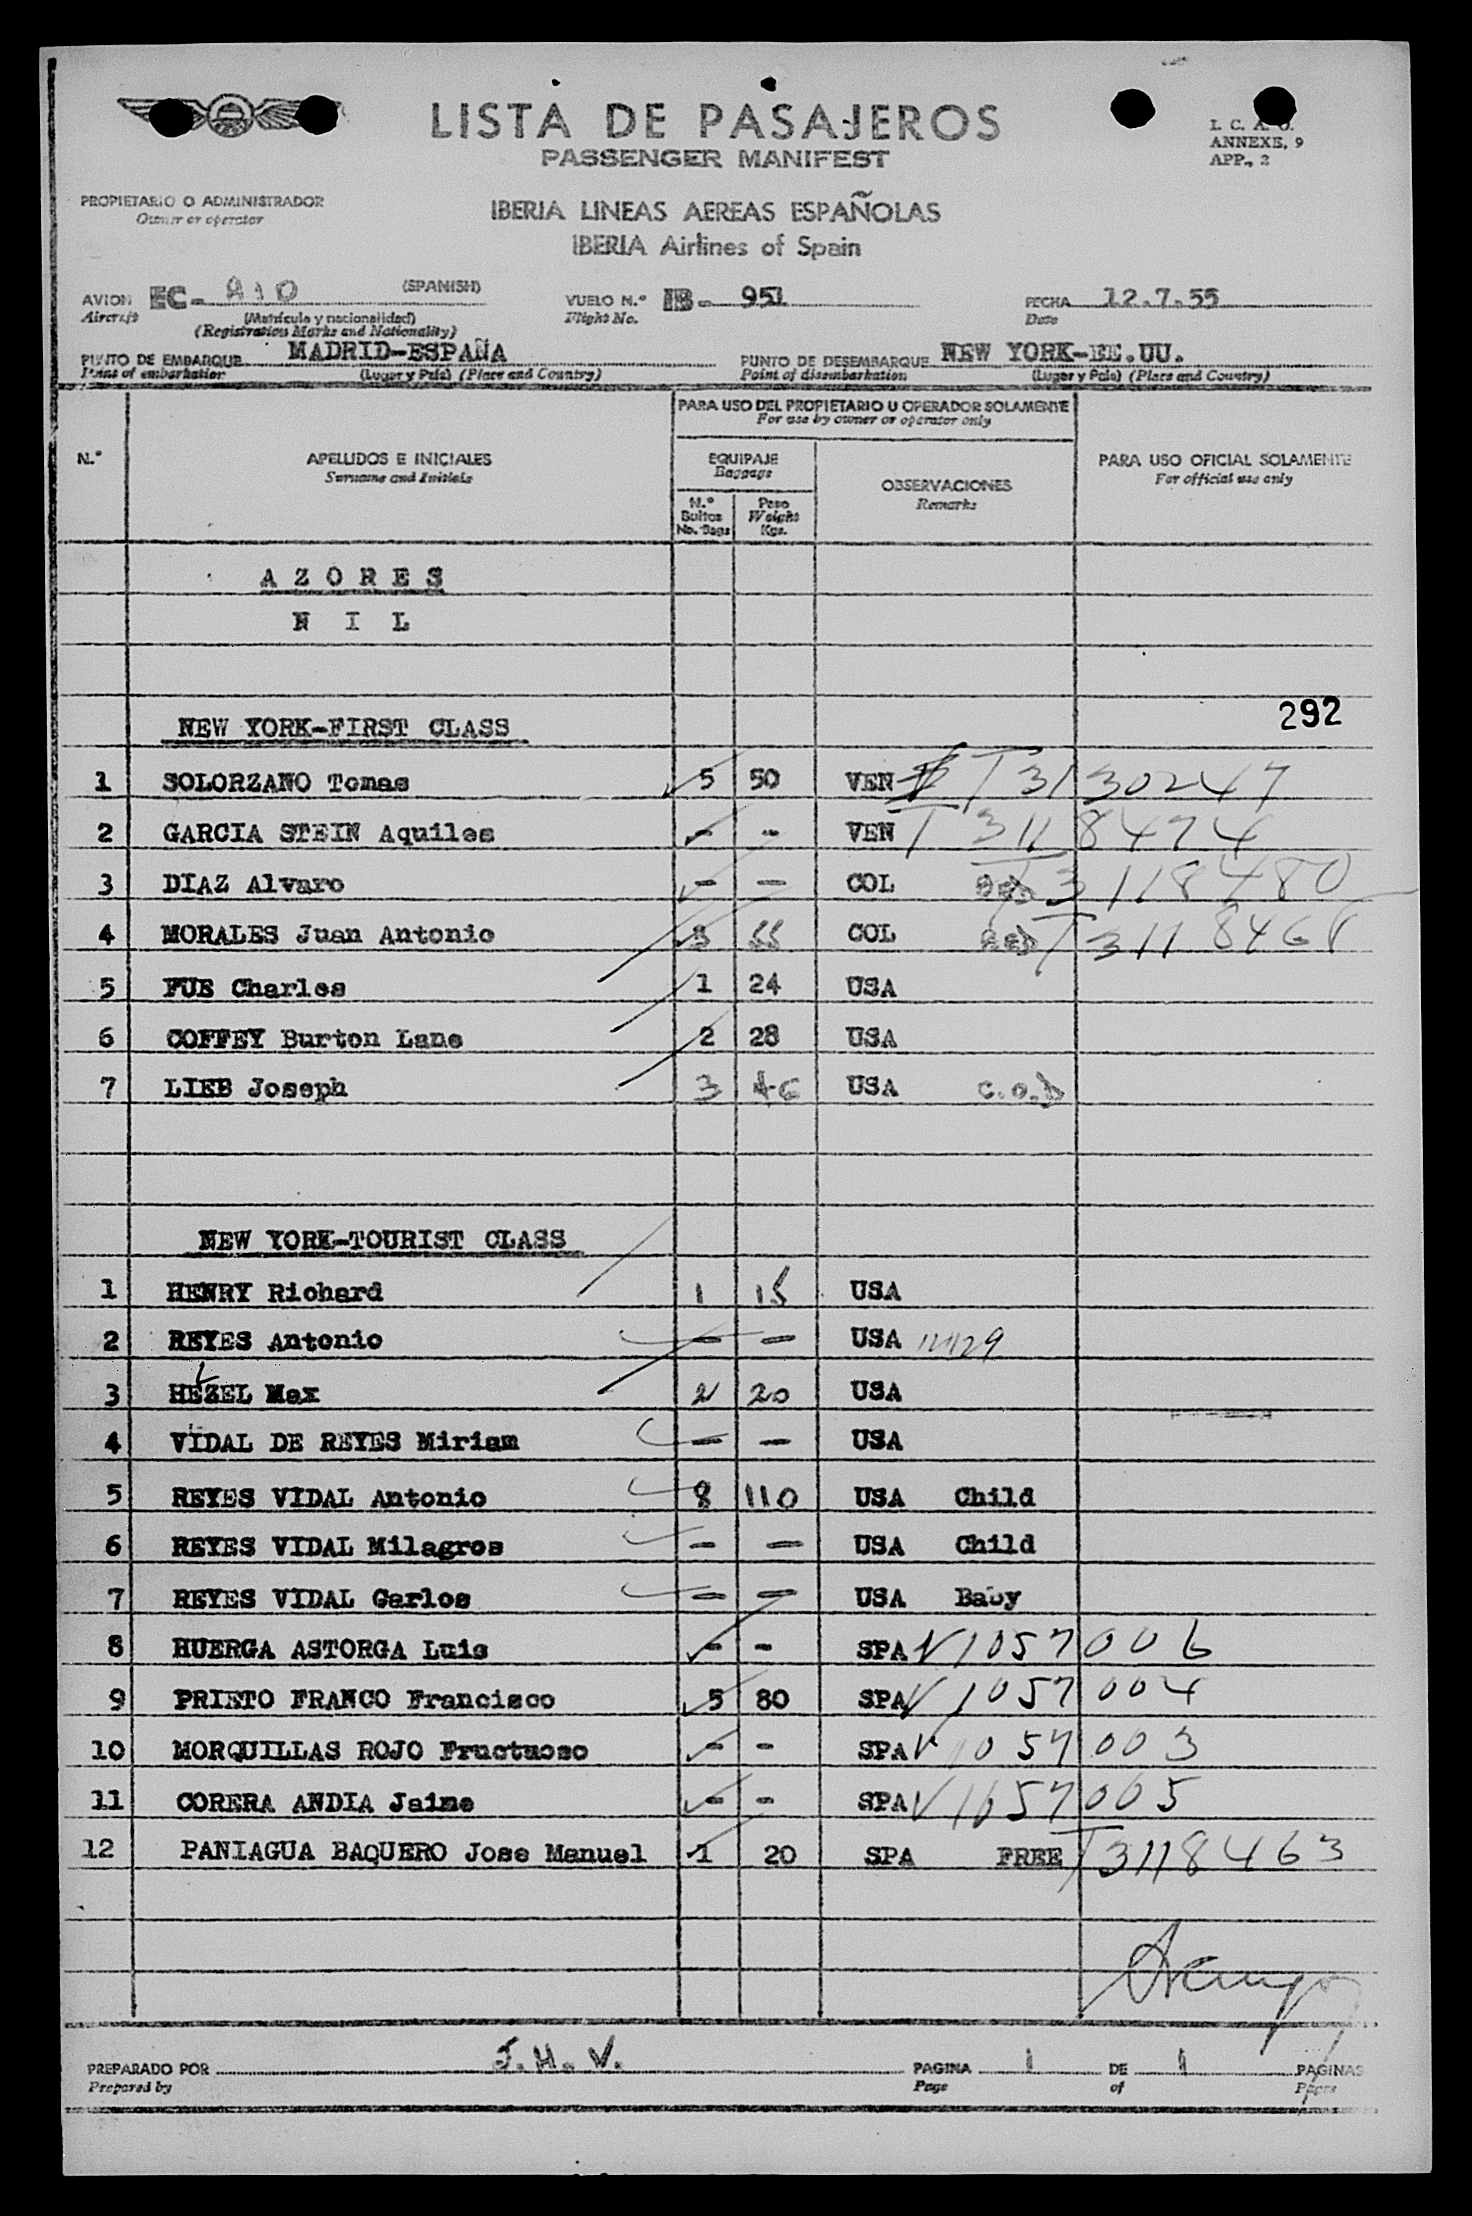 LISTA DE PASAJEROS
PASSENGER MANIFEST
I. C. A. O.
ANNEXE, 9
APP., 2
PROPIETARIO O ADMINISTRADOR
Owner or operator
IBERIA LINEAS AEREAS ESPAÑOLAS
IBERIA Airlines of Spain
AVION EC- AIO (SPANISH) VUELO N.º IB- 951 FECHA 12.7.55
Aircraft (Matrícula y nacionalidad) Flight No. Date
(Registration Marks and Nationality)
PUNTO DE EMBARQUE MADRID-ESPAÑA PUNTO DE DESEMBARQUE NEW YORK-EE.UU.
Point of embarkation (Lugar y País) (Place and Country) Point of disembarkation (Lugar y País) (Place and Country)
PARA USO DEL PROPIETARIO U OPERADOR SOLAMENTE
For use by owner or operator only
N.º APELLIDOS E INICIALES EQUIPAJE PARA USO OFICIAL SOLAMENTE
Surname and Initials Baggage For official use only
OBSERVACIONES
Remarks
N.º Bultos Peso
No. Bags Weight Kgs.
A Z O R E S
N I L
292
NEW YORK-FIRST CLASS
1 SOLORZANO Tomas 5 50 VEN T 3130247
2 GARCIA STEIN Aquiles - - VEN T 3118474
3 DIAZ Alvaro - - COL T 3118480
4 MORALES Juan Antonio 3 55 COL T 3118468
5 FUE Charles 1 24 USA
6 COFFEY Burton Lane 2 28 USA
7 LIEB Joseph 3 46 USA C.O.D
NEW YORK-TOURIST CLASS
1 HENRY Richard 1 15 USA
2 REYES Antonio - - USA
3 HEZEL Max 2 20 USA
4 VIDAL DE REYES Miriam - - USA
5 REYES VIDAL Antonio 8 110 USA Child
6 REYES VIDAL Milagros - - USA Child
7 REYES VIDAL Carlos - - USA Baby
8 HUERGA ASTORGA Luis - - SPA V1057006
9 PRIETO FRANCO Francisco 5 80 SPA V1057004
10 MORQUILLAS ROJO Fructuoso - - SPA V1057003
11 CORERA ANDIA Jaime - - SPA V1057005
12 PANIAGUA BAQUERO Jose Manuel 1 20 SPA FREE T3118463
PREPARADO POR J. H. V. PAGINA 1 DE 1 PAGINAS
Prepared by Page of Pages